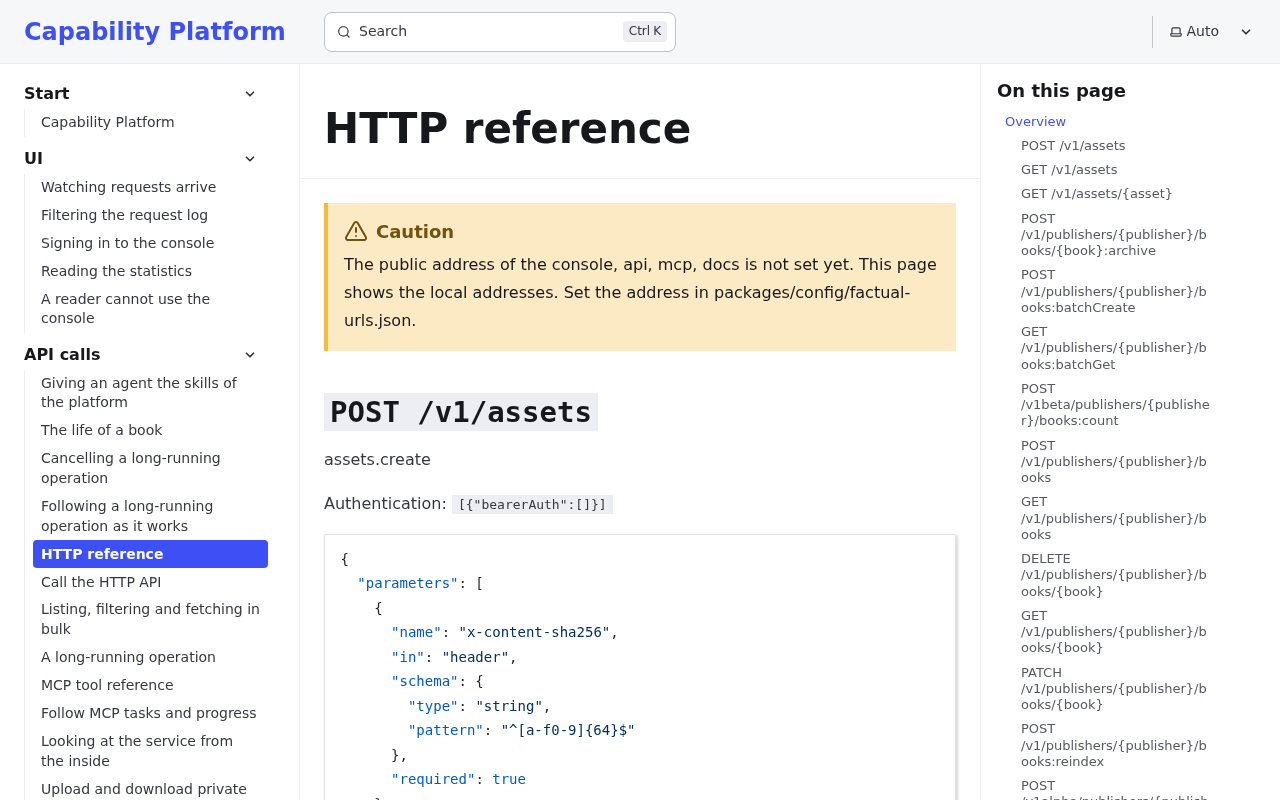 Capability Platform
Search
Ctrl K
Auto
Start
Capability Platform
UI
Watching requests arrive
Filtering the request log
Signing in to the console
Reading the statistics
A reader cannot use the
console
API calls
Giving an agent the skills of
the platform
The life of a book
Cancelling a long-running
operation
Following a long-running
operation as it works
HTTP reference
Call the HTTP API
Listing, filtering and fetching in
bulk
A long-running operation
MCP tool reference
Follow MCP tasks and progress
Looking at the service from
the inside
Upload and download private
HTTP reference
Caution
The public address of the console, api, mcp, docs is not set yet. This page
shows the local addresses. Set the address in packages/config/factual-
urls.json.
POST /v1/assets
assets.create
Authentication: [{"bearerAuth":[]}]
{
  "parameters": [
    {
      "name": "x-content-sha256",
      "in": "header",
      "schema": {
        "type": "string",
        "pattern": "^[a-f0-9]{64}$"
      },
      "required": true
On this page
Overview
POST /v1/assets
GET /v1/assets
GET /v1/assets/{asset}
POST
/v1/publishers/{publisher}/b
ooks/{book}:archive
POST
/v1/publishers/{publisher}/b
ooks:batchCreate
GET
/v1/publishers/{publisher}/b
ooks:batchGet
POST
/v1beta/publishers/{publishe
r}/books:count
POST
/v1/publishers/{publisher}/b
ooks
GET
/v1/publishers/{publisher}/b
ooks
DELETE
/v1/publishers/{publisher}/b
ooks/{book}
GET
/v1/publishers/{publisher}/b
ooks/{book}
PATCH
/v1/publishers/{publisher}/b
ooks/{book}
POST
/v1/publishers/{publisher}/b
ooks:reindex
POST